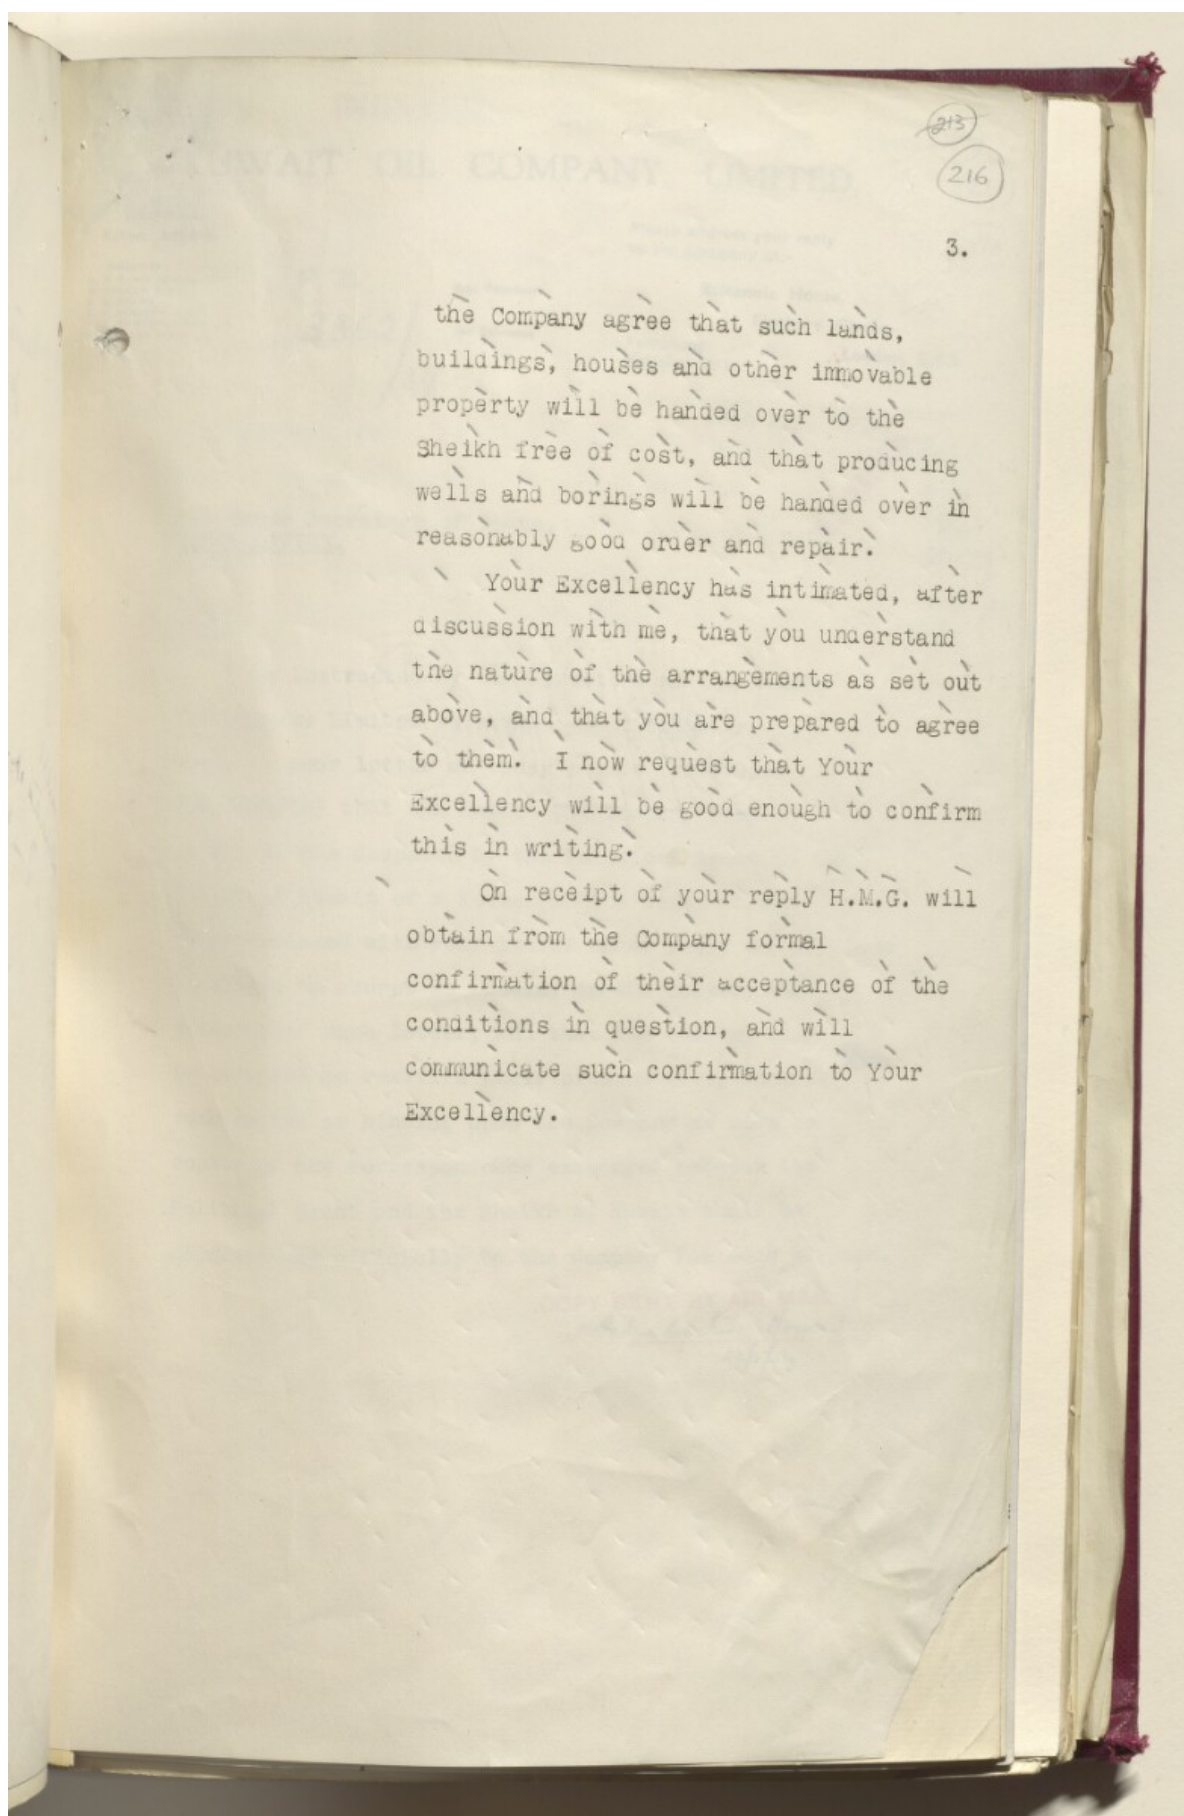 213
216
KUWAIT OIL COMPANY, LIMITED.
3.
the Company agree that such lands,
buildings, houses and other immovable
property will be handed over to the
Sheikh free of cost, and that producing
wells and borings will be handed over in
reasonably good order and repair.
Your Excellency has intimated, after
discussion with me, that you understand
the nature of the arrangements as set out
above, and that you are prepared to agree
to them. I now request that Your
Excellency will be good enough to confirm
this in writing.
On receipt of your reply H.M.G. will
obtain from the Company formal
confirmation of their acceptance of the
conditions in question, and will
communicate such confirmation to Your
Excellency.